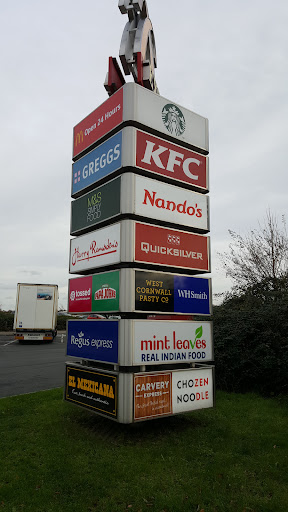 Open 24 Hours
GREGGS
KFC
M&S
SIMPLY
FOOD
Nando's
Harry Ramsden's
QUICKSILVER
tossed
PAPA JOHN'S
WEST
CORNWALL
PASTY CO
WHSmith
Regus express
mint leaves
REAL INDIAN FOOD
EL MEXICANA
CARVERY
EXPRESS
CHOZEN
NOODLE